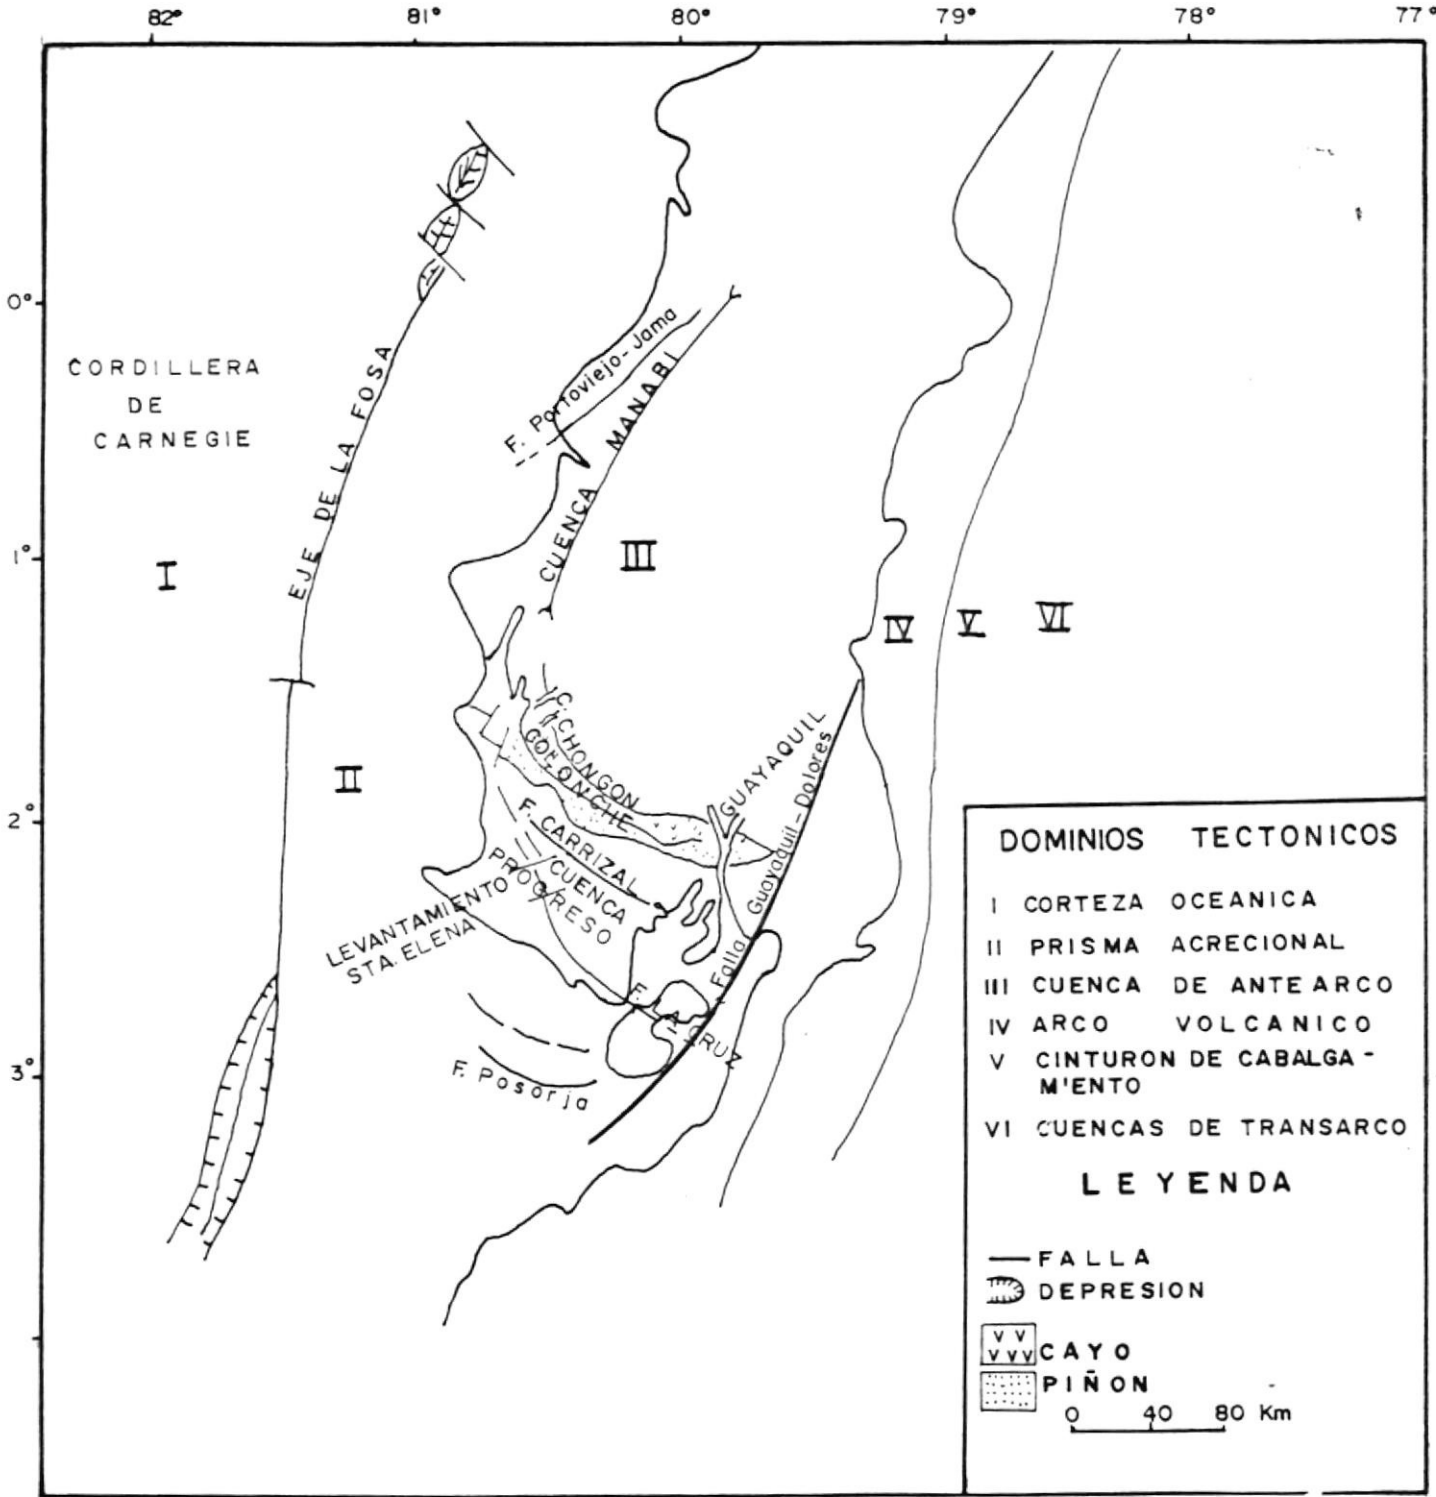 82° 81° 80° 79° 78° 77°
0°
1°
2°
3°
CORDILLERA
DE
CARNEGIE
EJE DE LA FOSA
F. Portoviejo-Jama
CUENCA MANABI
I
II
III
IV
V
VI
C. CHONGON
COLONCHE
GUAYAQUIL
Falla Guayaquil-Dolores
F. CARRIZAL
CUENCA
PROGRESO
LEVANTAMIENTO
STA. ELENA
F. LA CRUZ
F. Posorja
DOMINIOS TECTONICOS
I CORTEZA OCEANICA
II PRISMA ACRECIONAL
III CUENCA DE ANTEARCO
IV ARCO VOLCANICO
V CINTURON DE CABALGA-
M'ENTO
VI CUENCAS DE TRANSARCO
LEYENDA
FALLA
DEPRESION
CAYO
PIÑON
0 40 80 Km